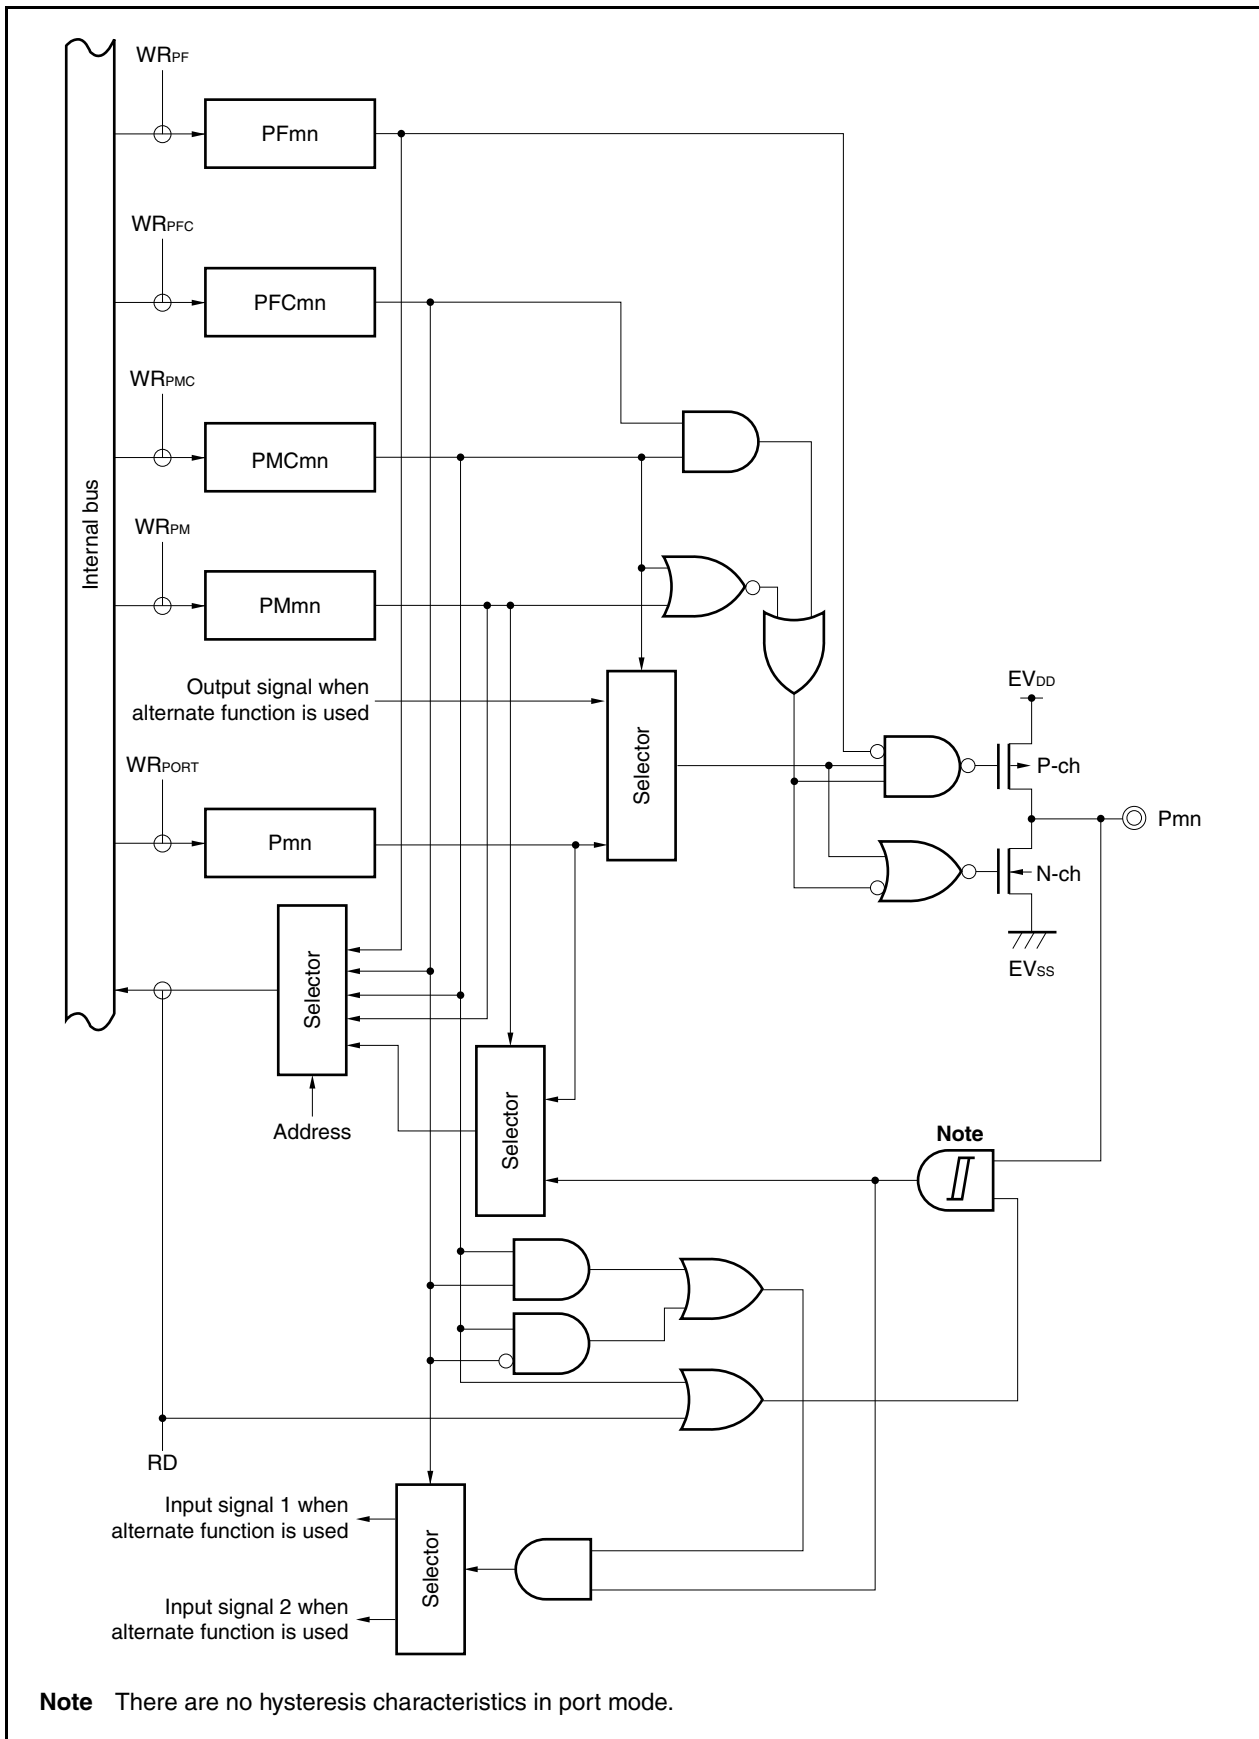 WRPF
PFmn
WRPFC
PFCmn
WRPMC
PMCmn
WRPM
PMmn
Internal bus
Output signal when
alternate function is used
Selector
EVDD
P-ch
WRPORT
Pmn
Pmn
N-ch
EVSS
Selector
Address
Selector
Note
RD
Input signal 1 when
alternate function is used
Selector
Input signal 2 when
alternate function is used
Note There are no hysteresis characteristics in port mode.